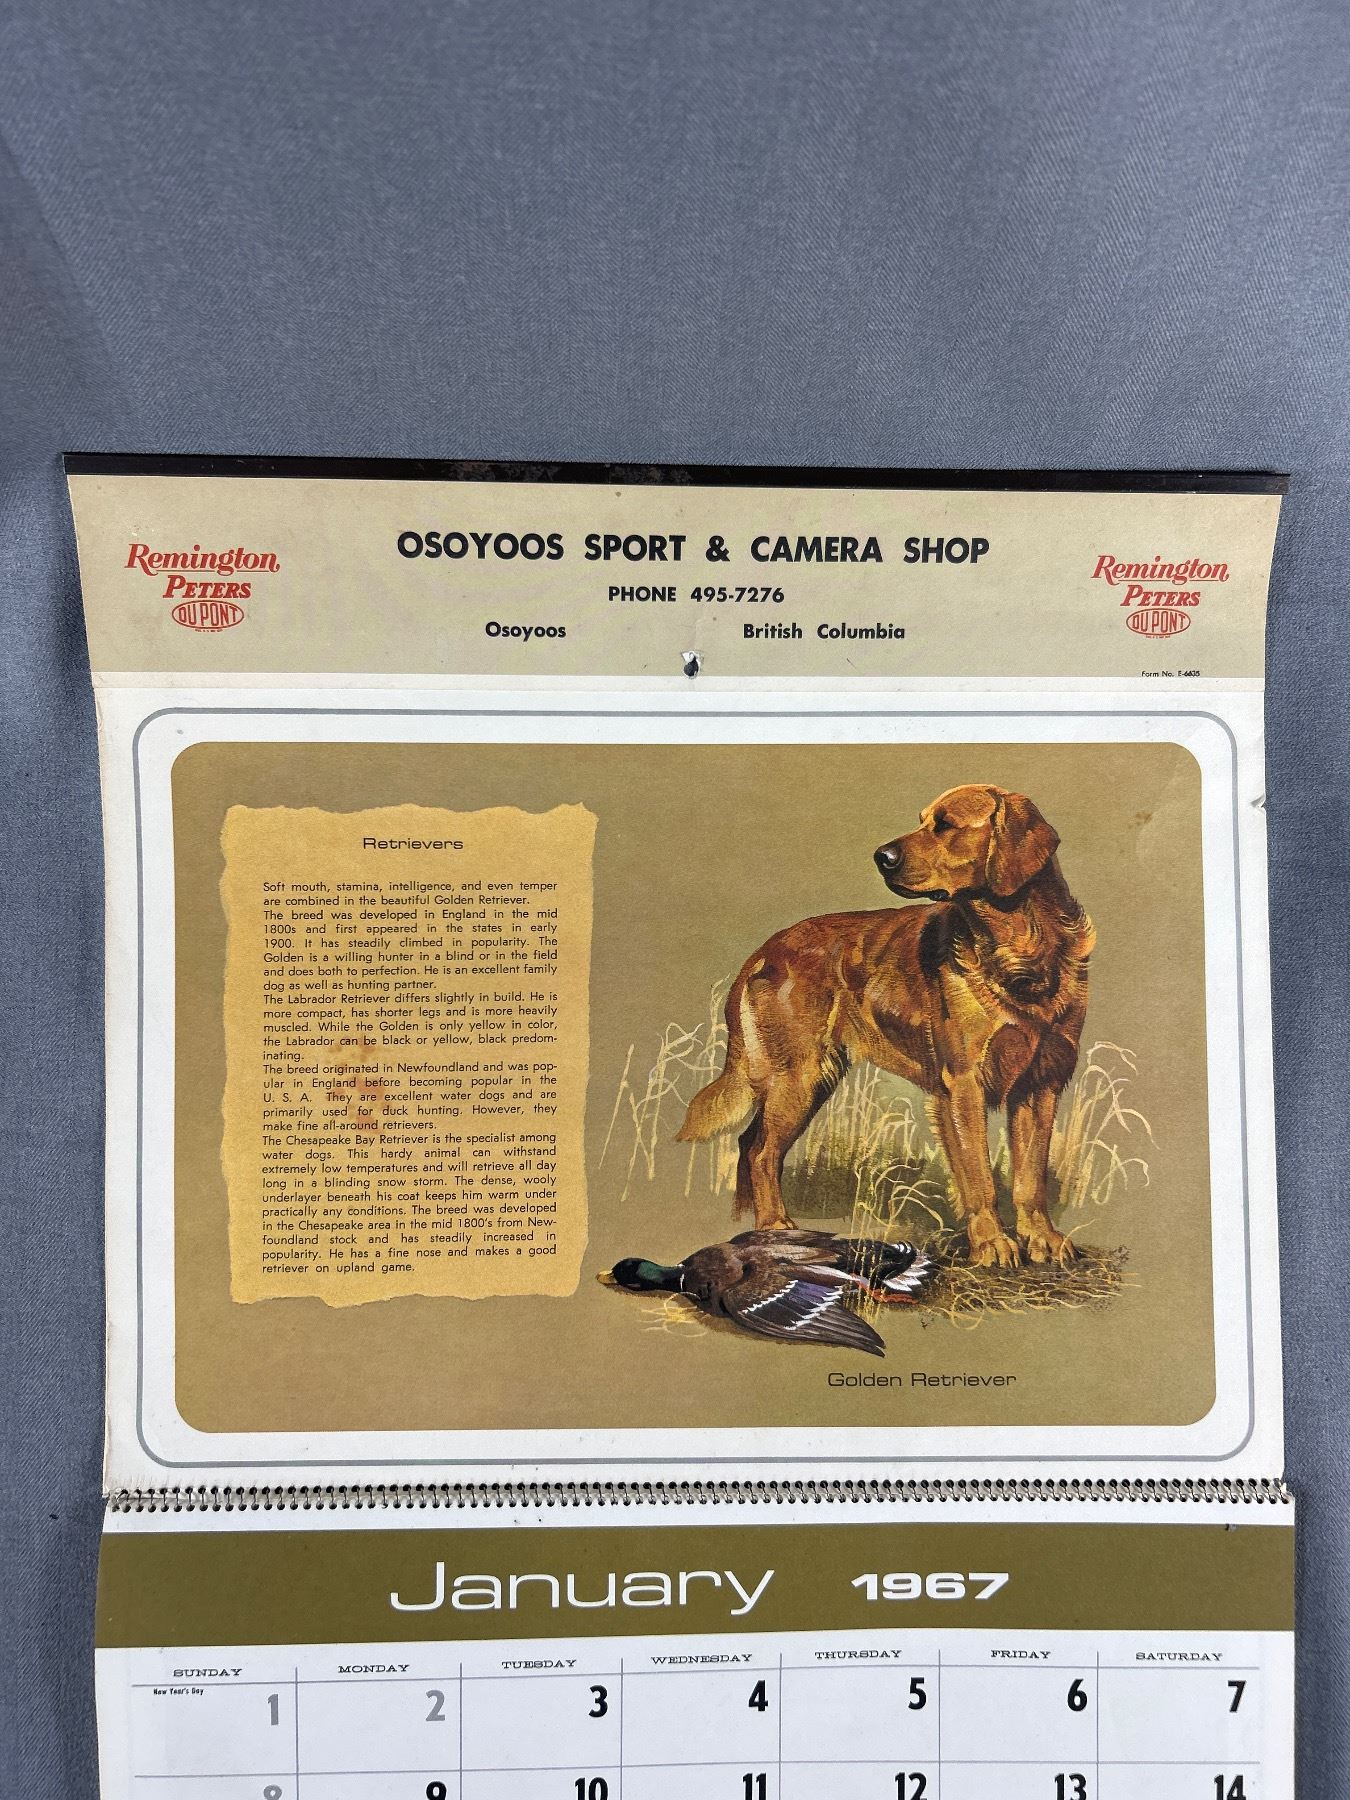 OSOYOOS SPORT & CAMERA SHOP
PHONE 495-7276
Osoyoos British Columbia
Remington,
PETERS
DU PONT
Remington,
PETERS
DU PONT
Form No. E-6635
Retrievers
Soft mouth, stamina, intelligence, and even temper
are combined in the beautiful Golden Retriever.
The breed was developed in England in the mid
1800s and first appeared in the states in early
1900. It has steadily climbed in popularity. The
Golden is a willing hunter in a blind or in the field
and does both to perfection. He is an excellent family
dog as well as hunting partner.
The Labrador Retriever differs slightly in build. He is
more compact, has shorter legs and is more heavily
muscled. While the Golden is only yellow in color,
the Labrador can be black or yellow, black predom-
inating.
The breed originated in Newfoundland and was pop-
ular in England before becoming popular in the
U. S. A. They are excellent water dogs and are
primarily used for duck hunting. However, they
make fine all-around retrievers.
The Chesapeake Bay Retriever is the specialist among
water dogs. This hardy animal can withstand
extremely low temperatures and will retrieve all day
long in a blinding snow storm. The dense, wooly
underlayer beneath his coat keeps him warm under
practically any conditions. The breed was developed
in the Chesapeake area in the mid 1800's from New-
foundland stock and has steadily increased in
popularity. He has a fine nose and makes a good
retriever on upland game.
Golden Retriever
January 1967
SUNDAY MONDAY TUESDAY WEDNESDAY THURSDAY FRIDAY SATURDAY
New Year's Day
1 2 3 4 5 6 7
8 9 10 11 12 13 14